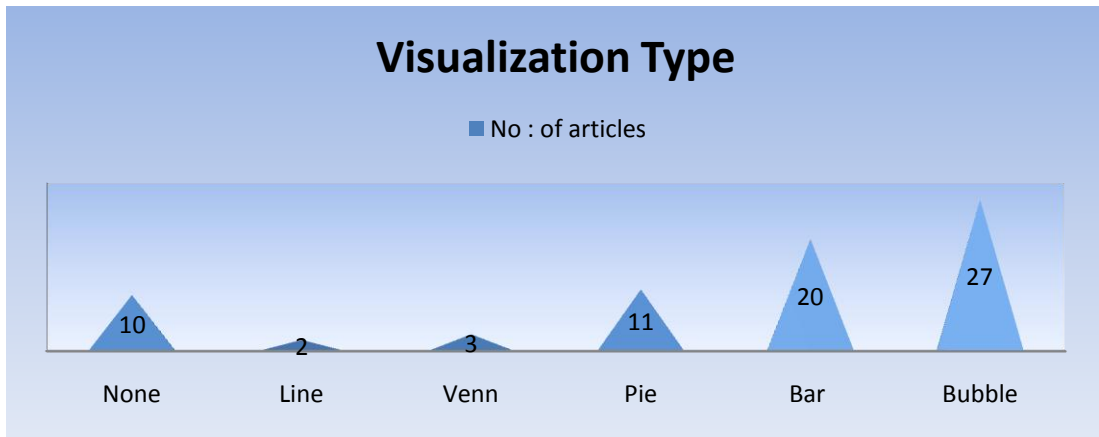 Visualization Type
No : of articles
10
2
3
11
20
27
None
Line
Venn
Pie
Bar
Bubble